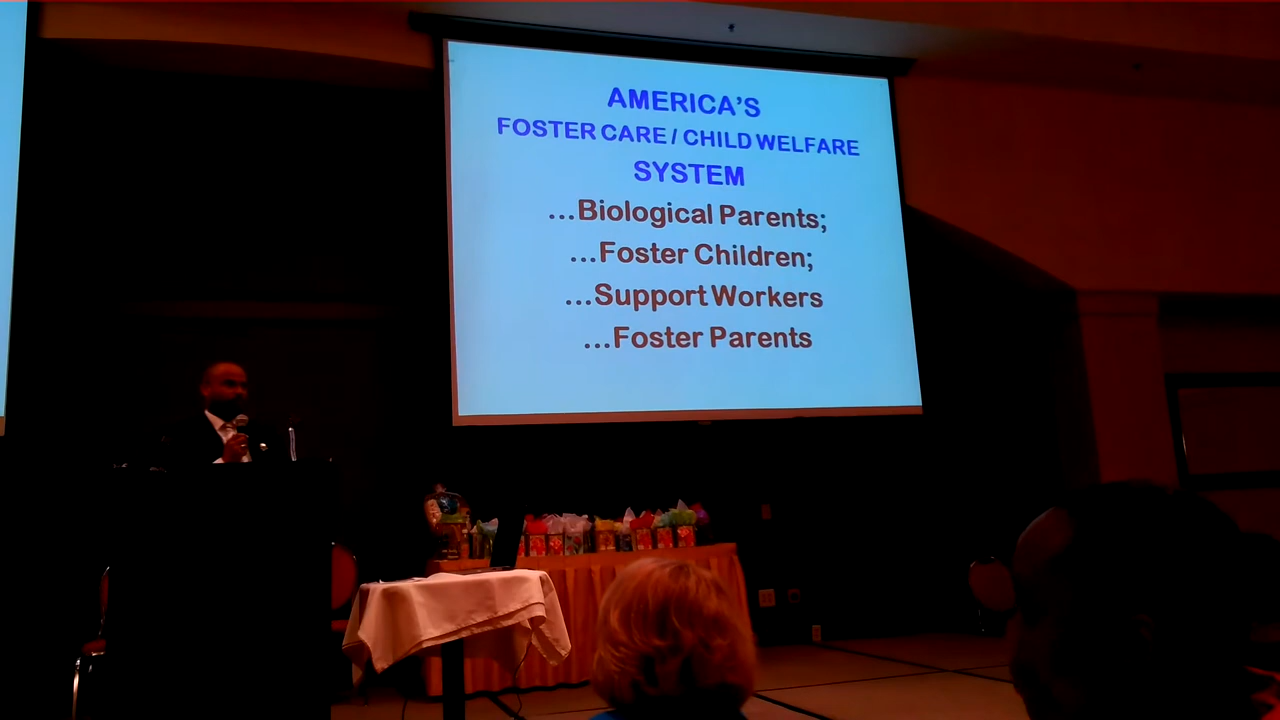 AMERICA'S
FOSTER CARE / CHILD WELFARE
SYSTEM
...Biological Parents;
...Foster Children;
...Support Workers
...Foster Parents